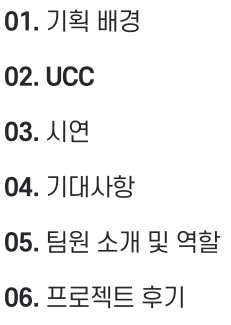 01. 기획 배경
02. UCC
03. 시연
04. 기대사항
05. 팀원 소개 및 역할
06. 프로젝트 후기